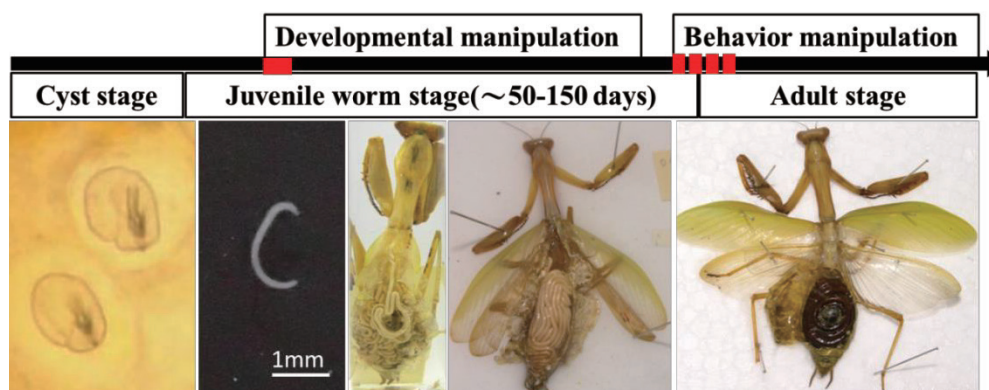 Developmental manipulation
Behavior manipulation
Cyst stage
Juvenile worm stage(～50-150 days)
Adult stage
1mm